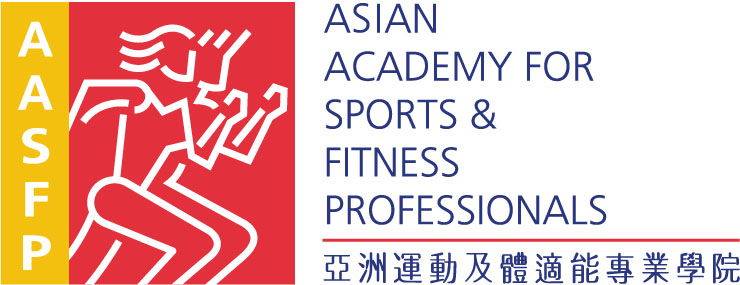 AASFP
ASIAN
ACADEMY FOR
SPORTS &
FITNESS
PROFESSIONALS
亞洲運動及體適能專業學院